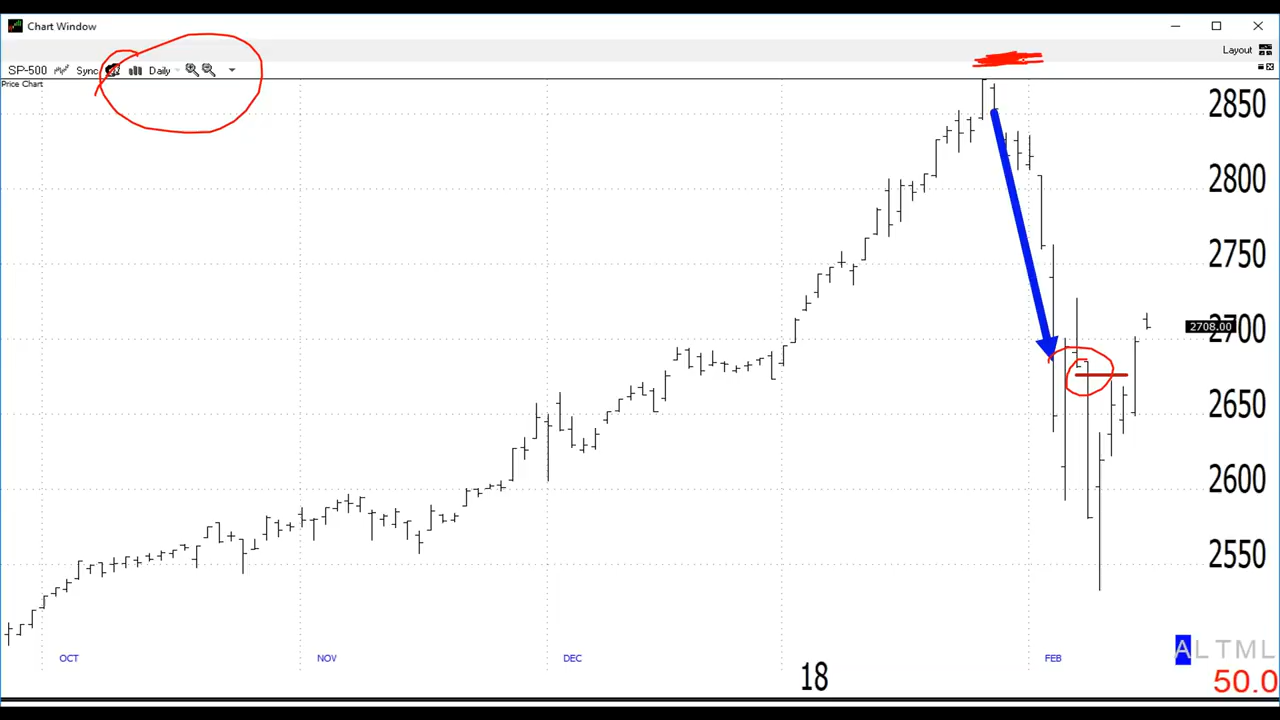 Chart Window
Layout
SP-500 Sync Daily
Price Chart
2850
2800
2750
2700
2708.00
2650
2600
2550
OCT NOV DEC 18 FEB
ALTML
50.0